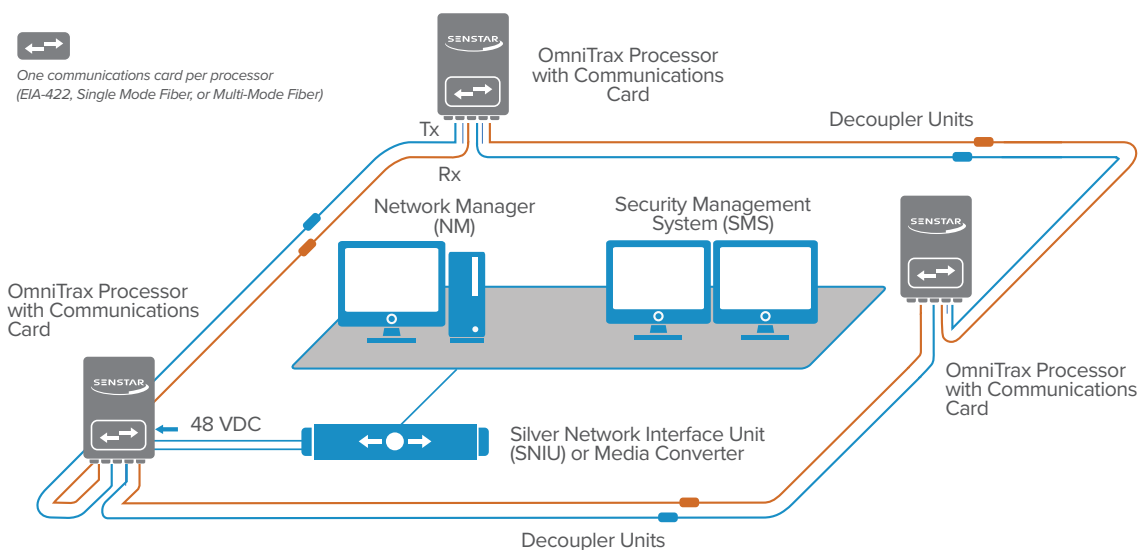 One communications card per processor
(EIA-422, Single Mode Fiber, or Multi-Mode Fiber)
SENSTAR
OmniTrax Processor
with Communications
Card
Tx
Rx
Decoupler Units
Network Manager
(NM)
Security Management
System (SMS)
SENSTAR
OmniTrax Processor
with Communications
Card
OmniTrax Processor
with Communications
Card
SENSTAR
48 VDC
Silver Network Interface Unit
(SNIU) or Media Converter
Decoupler Units